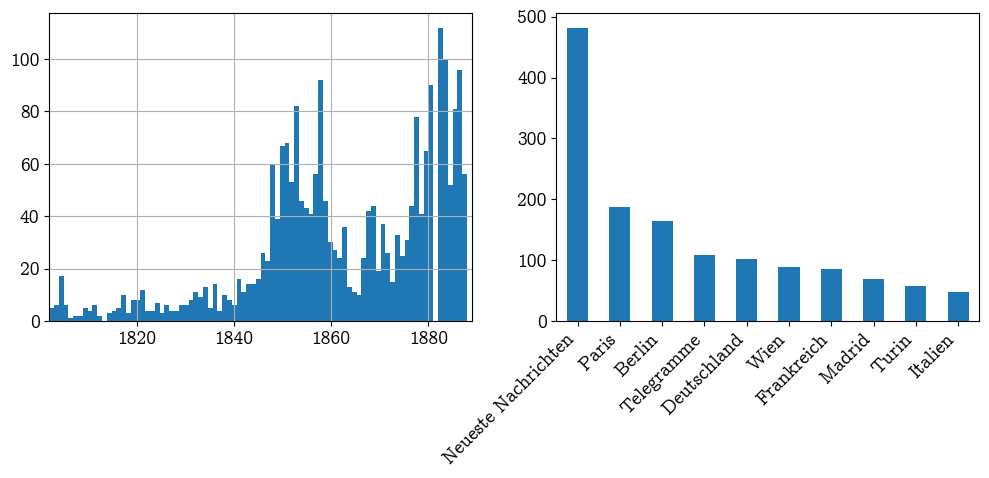 100
80
60
40
20
0
1820 1840 1860 1880
500
400
300
200
100
0
Neueste Nachrichten
Paris
Berlin
Telegramme
Deutschland
Wien
Frankreich
Madrid
Turin
Italien